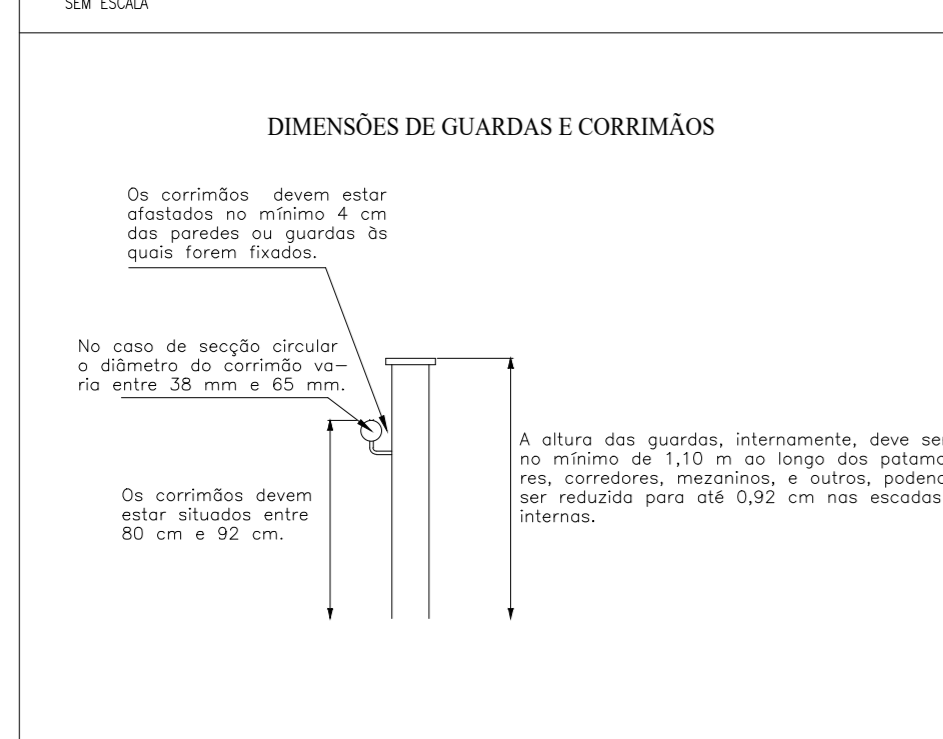 SEM ESCALA
DIMENSÕES DE GUARDAS E CORRIMÃOS
Os corrimãos devem estar
afastados no mínimo 4 cm
das paredes ou guardas às
quais forem fixados.
No caso de secção circular
o diâmetro do corrimão va–
ria entre 38 mm e 65 mm.
Os corrimãos devem
estar situados entre
80 cm e 92 cm.
A altura das guardas, internamente, deve ser
no mínimo de 1,10 m ao longo dos patama
res, corredores, mezaninos, e outros, podend
ser reduzida para até 0,92 cm nas escadas
internas.